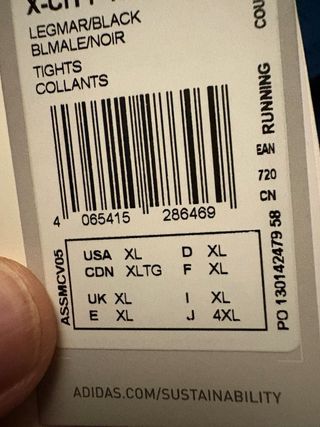 X-CITY
LEGMAR/BLACK
BLMALE/NOIR
TIGHTS
COLLANTS
COU
RUNNING
EAN
720
CN
4 065415 286469
ASSMCV05
USA XL D XL
CDN XLTG F XL
UK XL I XL
E XL J 4XL
PO 130142479 58
ADIDAS.COM/SUSTAINABILITY